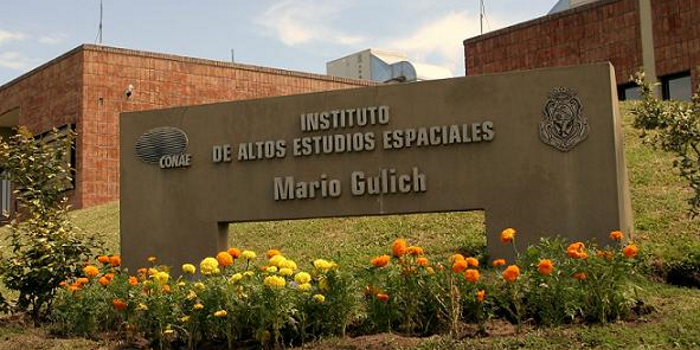 INSTITUTO
DE ALTOS ESTUDIOS ESPACIALES
CONAE
Mario Gulich